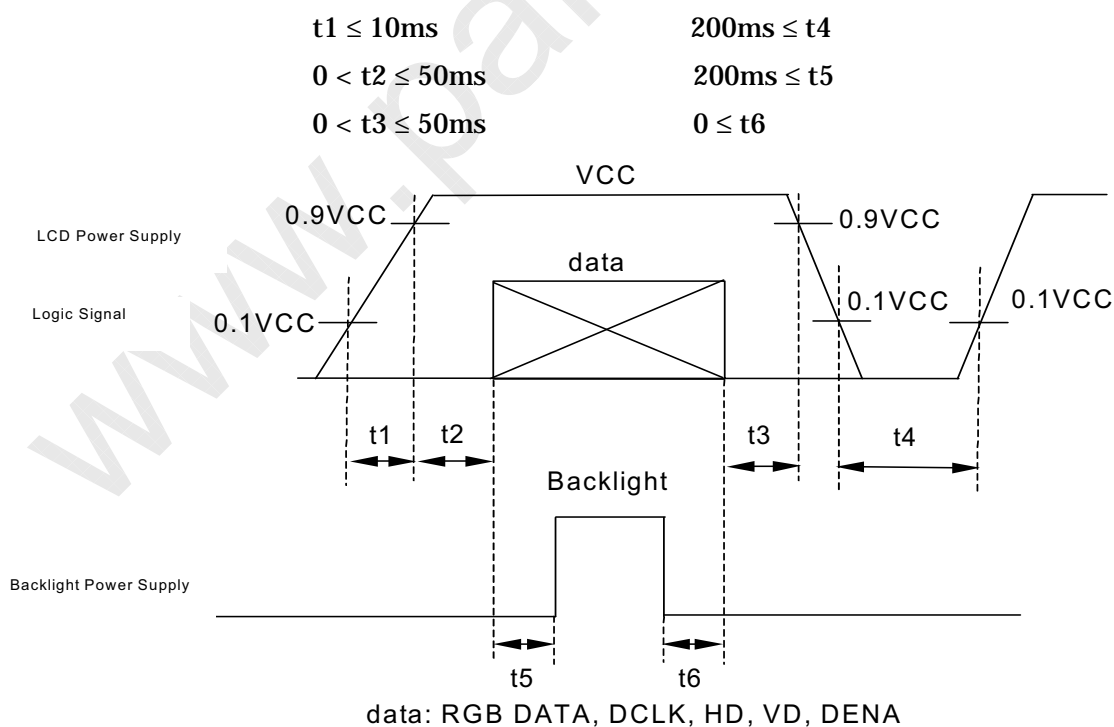 t1 ≤ 10ms 200ms ≤ t4
0 < t2 ≤ 50ms 200ms ≤ t5
0 < t3 ≤ 50ms 0 ≤ t6
VCC
0.9VCC 0.9VCC
LCD Power Supply
data
Logic Signal
0.1VCC 0.1VCC 0.1VCC
t1 t2 t3 t4
Backlight
Backlight Power Supply
t5 t6
data: RGB DATA, DCLK, HD, VD, DENA
www.pa